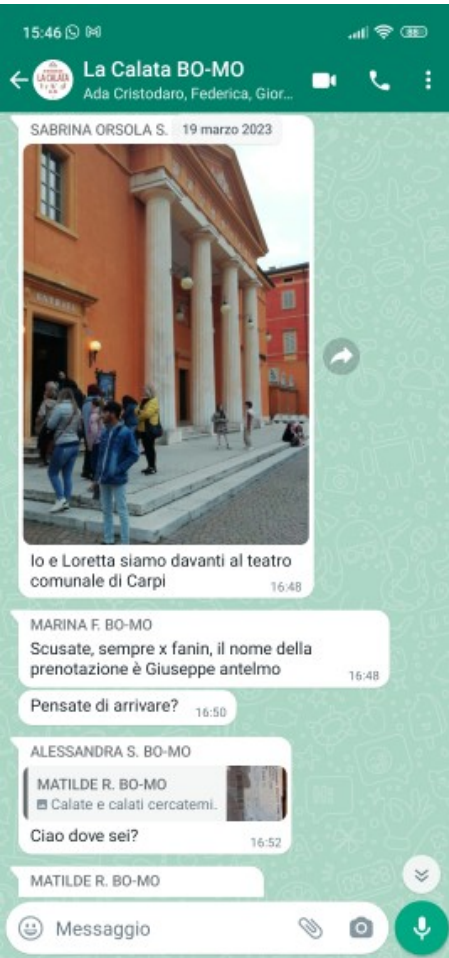 15:46
La Calata BO-MO
Ada Cristodaro, Federica, Gior...
SABRINA ORSOLA S.
19 marzo 2023
ENTRATA
Io e Loretta siamo davanti al teatro
comunale di Carpi
16:48
MARINA F. BO-MO
Scusate, sempre x fanin, il nome della
prenotazione è Giuseppe antelmo
16:48
Pensate di arrivare?
16:50
ALESSANDRA S. BO-MO
MATILDE R. BO-MO
Calate e calati cercatemi.
Ciao dove sei?
16:52
MATILDE R. BO-MO
Messaggio